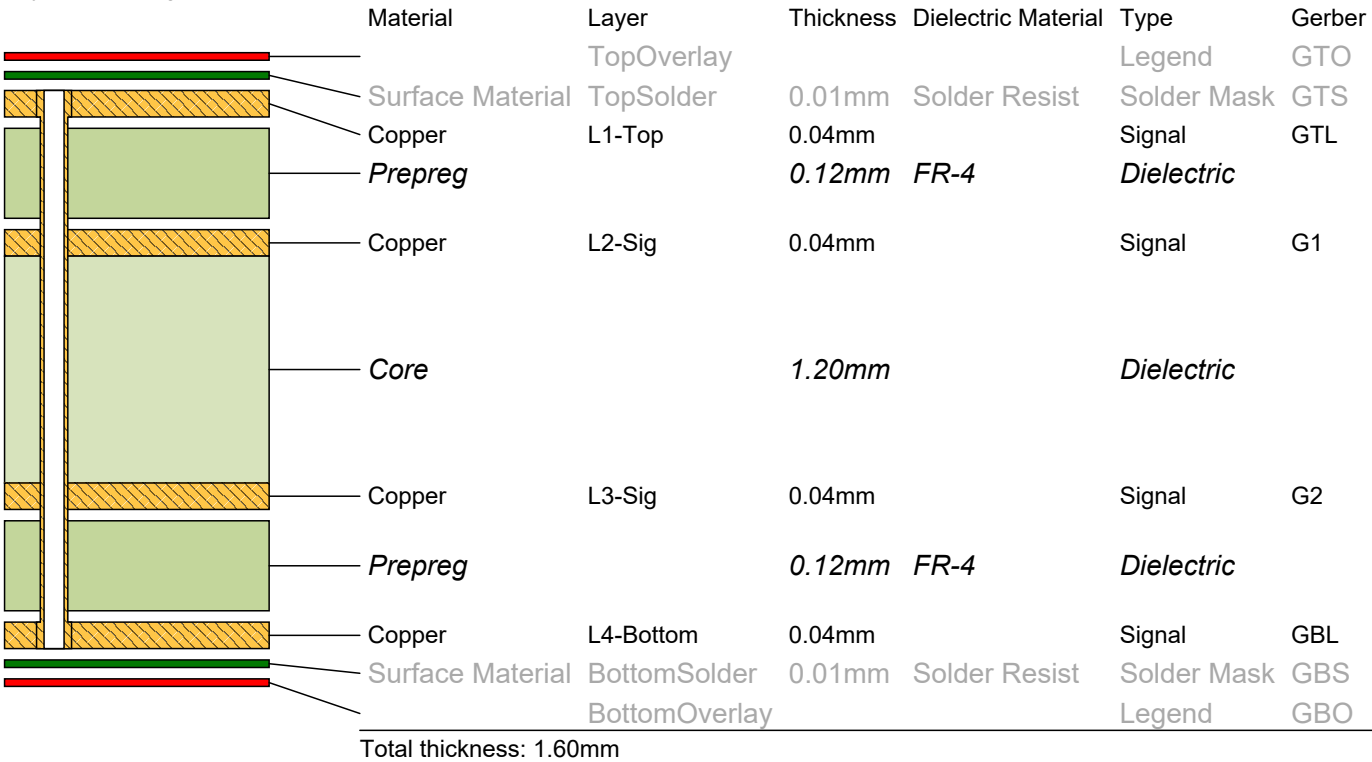 Material Layer Thickness Dielectric Material Type Gerber
TopOverlay Legend GTO
Surface Material TopSolder 0.01mm Solder Resist Solder Mask GTS
Copper L1-Top 0.04mm Signal GTL
Prepreg 0.12mm FR-4 Dielectric
Copper L2-Sig 0.04mm Signal G1
Core 1.20mm Dielectric
Copper L3-Sig 0.04mm Signal G2
Prepreg 0.12mm FR-4 Dielectric
Copper L4-Bottom 0.04mm Signal GBL
Surface Material BottomSolder 0.01mm Solder Resist Solder Mask GBS
BottomOverlay Legend GBO
Total thickness: 1.60mm